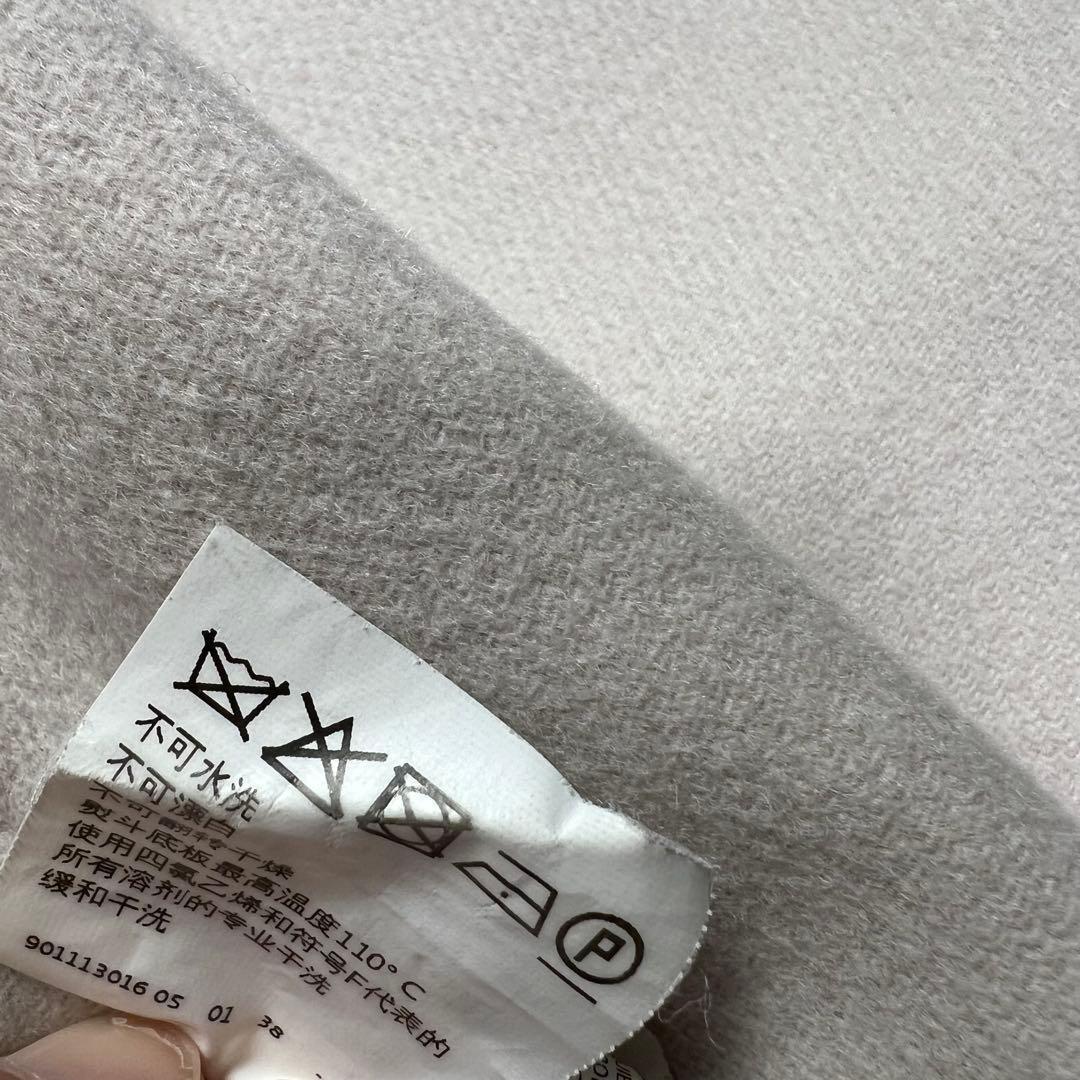 P
不可水洗
不可漂白
不可翻转干燥
熨斗底板最高温度110°C
使用四氯乙烯和符号F代表的
所有溶剂的专业干洗
缓和干洗
901113016 05 01 38